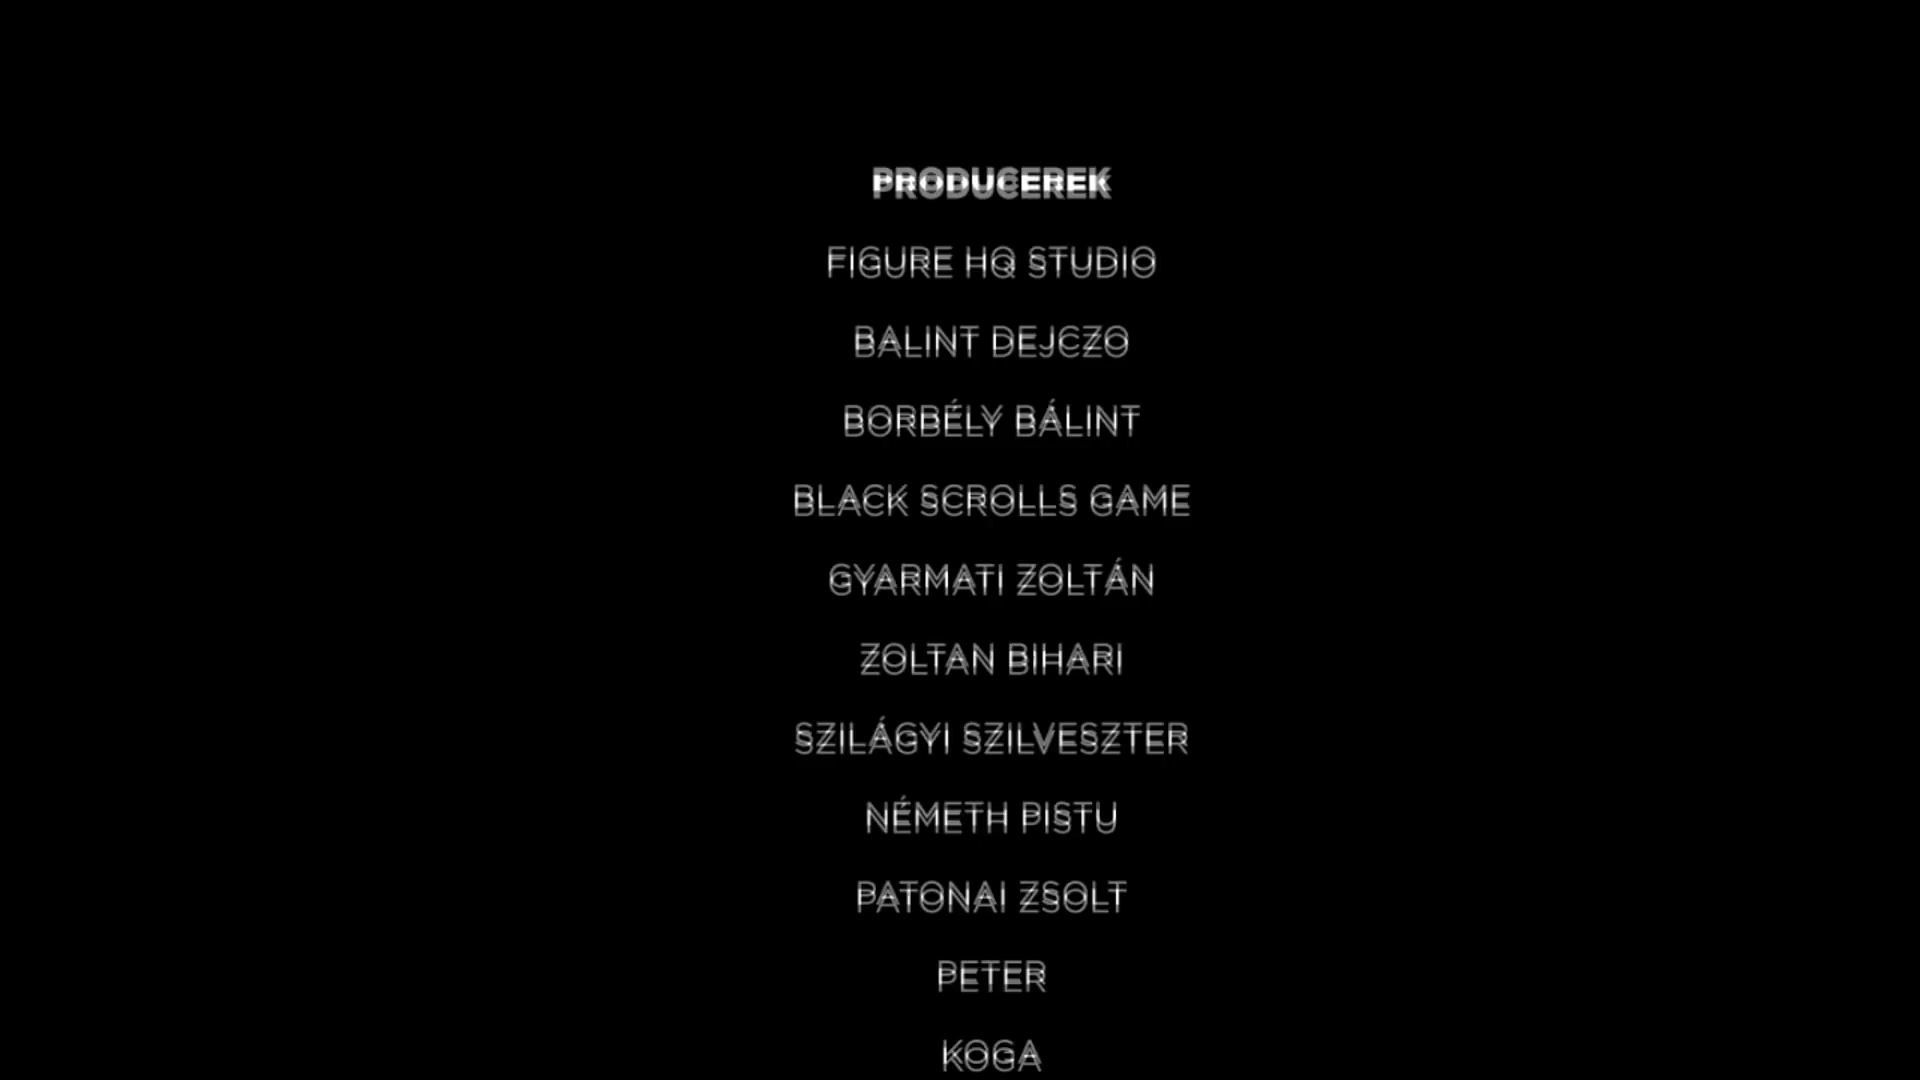 PRODUCEREK
FIGURE HQ STUDIO
BALINT DEJCZO
BORBÉLY BÁLINT
BLACK SCROLLS GAME
GYARMATI ZOLTÁN
ZOLTAN BIHARI
SZILÁGYI SZILVESZTER
NÉMETH PISTU
PATONAI ZSOLT
PETER
KOGA